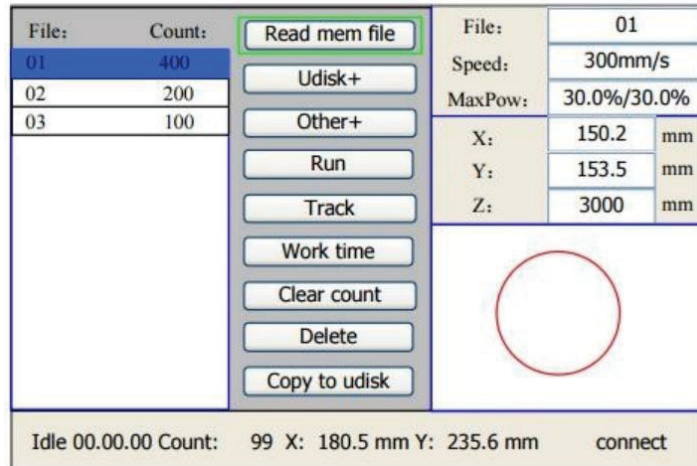 File: Count:
01 400
02 200
03 100
Read mem file
Udisk+
Other+
Run
Track
Work time
Clear count
Delete
Copy to udisk
File: 01
Speed: 300mm/s
MaxPow: 30.0%/30.0%
X: 150.2 mm
Y: 153.5 mm
Z: 3000 mm
Idle 00.00.00 Count: 99 X: 180.5 mm Y: 235.6 mm connect